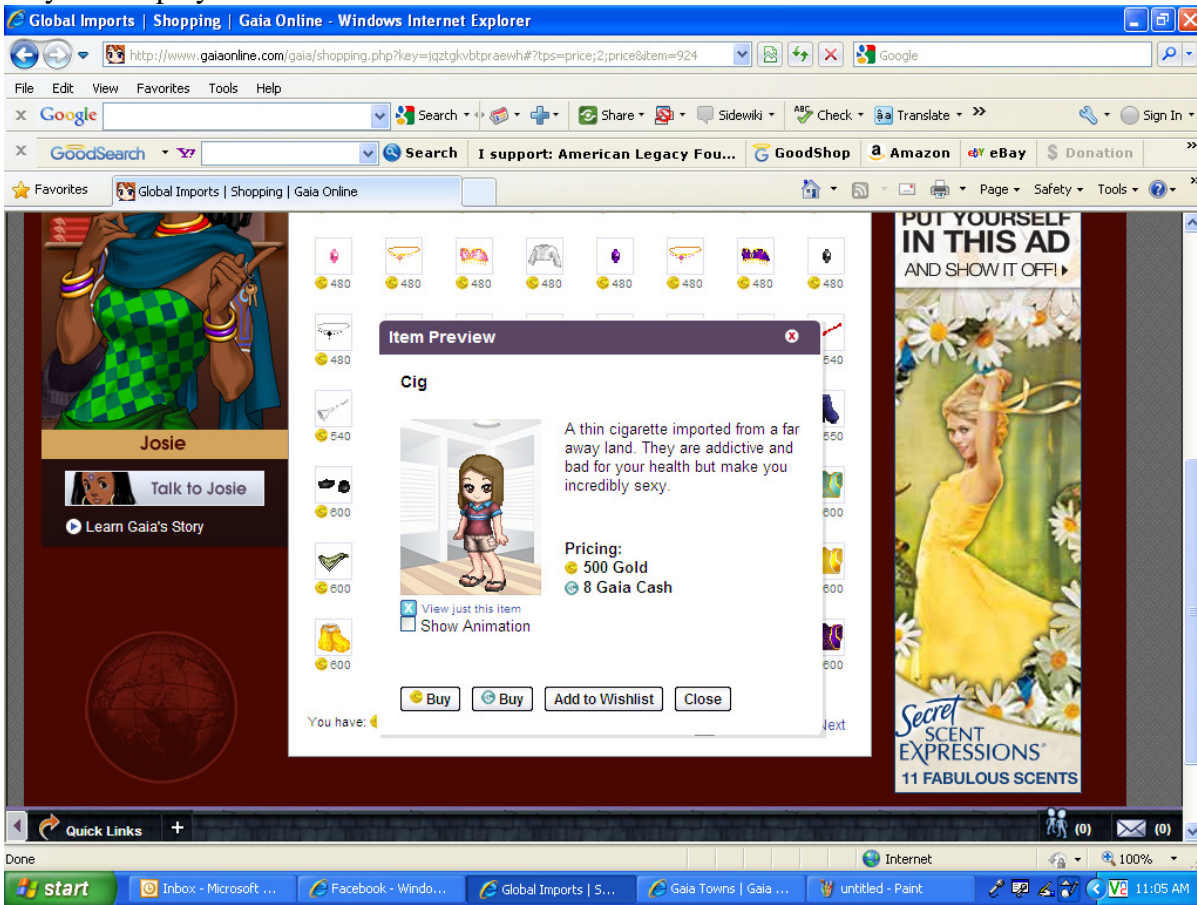 Global Imports | Shopping | Gaia Online - Windows Internet Explorer
http://www.gaiaonline.com/gaia/shopping.php?key=jqztgkvbtpraewh#?tps=price;2;price&item=924
Google
File Edit View Favorites Tools Help
x Google Search Share Sidewiki Check Translate >> Sign In
x GoodSearch Y? Search I support: American Legacy Fou... GoodShop Amazon eBay $ Donation >>
Favorites Global Imports | Shopping | Gaia Online Page Safety Tools >>
PUT YOURSELF
IN THIS AD
AND SHOW IT OFF!
480 480 480 480 480 480 480 480
480 540
Item Preview
Cig
A thin cigarette imported from a far
away land. They are addictive and
bad for your health but make you
incredibly sexy.
Pricing:
500 Gold
8 Gaia Cash
View just this item
Show Animation
Buy Buy Add to Wishlist Close
540 550
600 600
600 600
600 600
You have: Next
Josie
Talk to Josie
Learn Gaia's Story
Secret
SCENT
EXPRESSIONS
11 FABULOUS SCENTS
Quick Links + (0) (0)
Done Internet 100%
start Inbox - Microsoft ... Facebook - Windo... Global Imports | S... Gaia Towns | Gaia ... untitled - Paint 11:05 AM